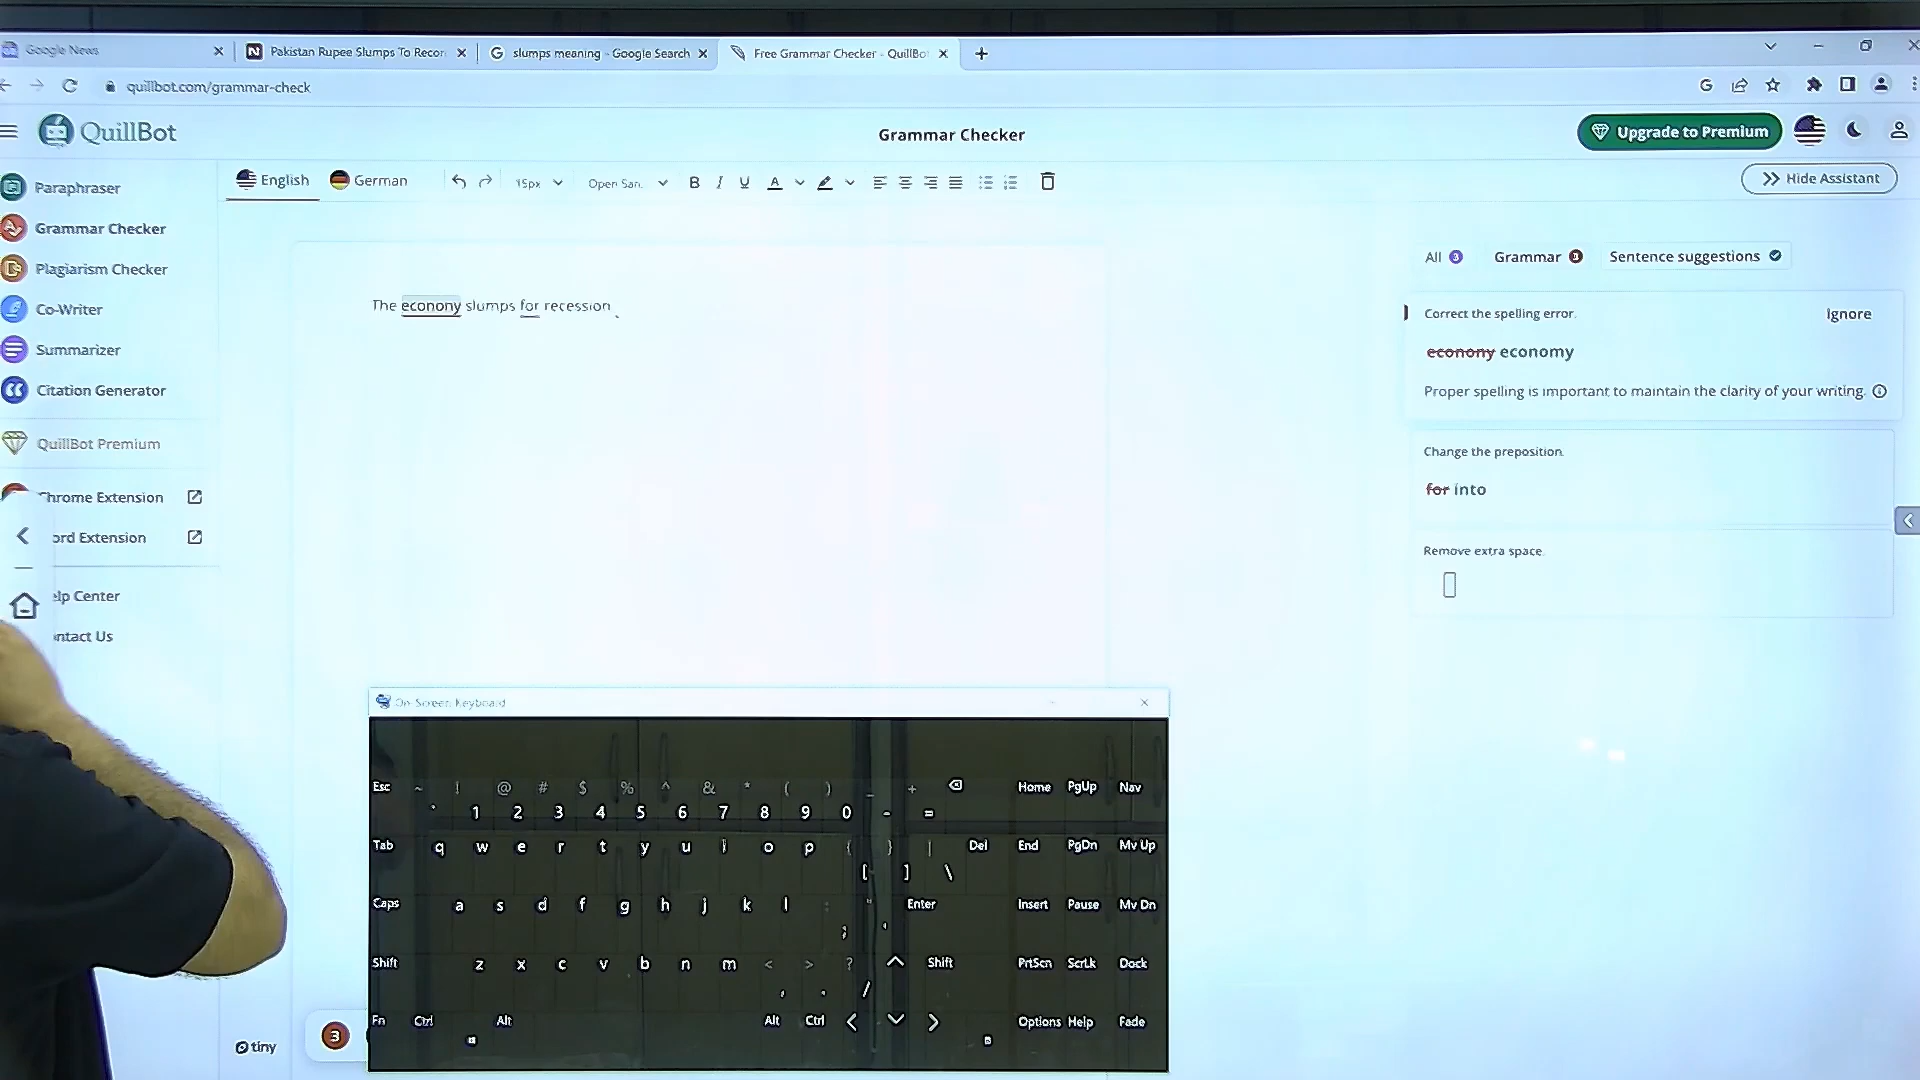 Google News
Pakistan Rupee Slumps To Recor
slumps meaning - Google Search
Free Grammar Checker - QuillBo
quillbot.com/grammar-check
QuillBot
Grammar Checker
Upgrade to Premium
English
German
15px
Open San.
B I U A
Hide Assistant
Paraphraser
Grammar Checker
Plagiarism Checker
Co-Writer
Summarizer
Citation Generator
QuillBot Premium
Chrome Extension
ord Extension
elp Center
ontact Us
The econony slumps for recession .
All 3
Grammar 3
Sentence suggestions
Correct the spelling error.
Ignore
econony economy
Proper spelling is important to maintain the clarity of your writing.
Change the preposition.
for into
Remove extra space.
On-Screen Keyboard
Esc ~ ! @ # $ % ^ & * ( ) _ + Home PgUp Nav
` 1 2 3 4 5 6 7 8 9 0 - =
Tab q w e r t y u i o p { } | Del End PgDn Mv Up
[ ] \
Caps a s d f g h j k l : " Enter Insert Pause Mv Dn
; '
Shift z x c v b n m < > ? Shift PrtScn ScrLk Dock
, . /
Fn Ctrl Alt Alt Ctrl Options Help Fade
tiny
3